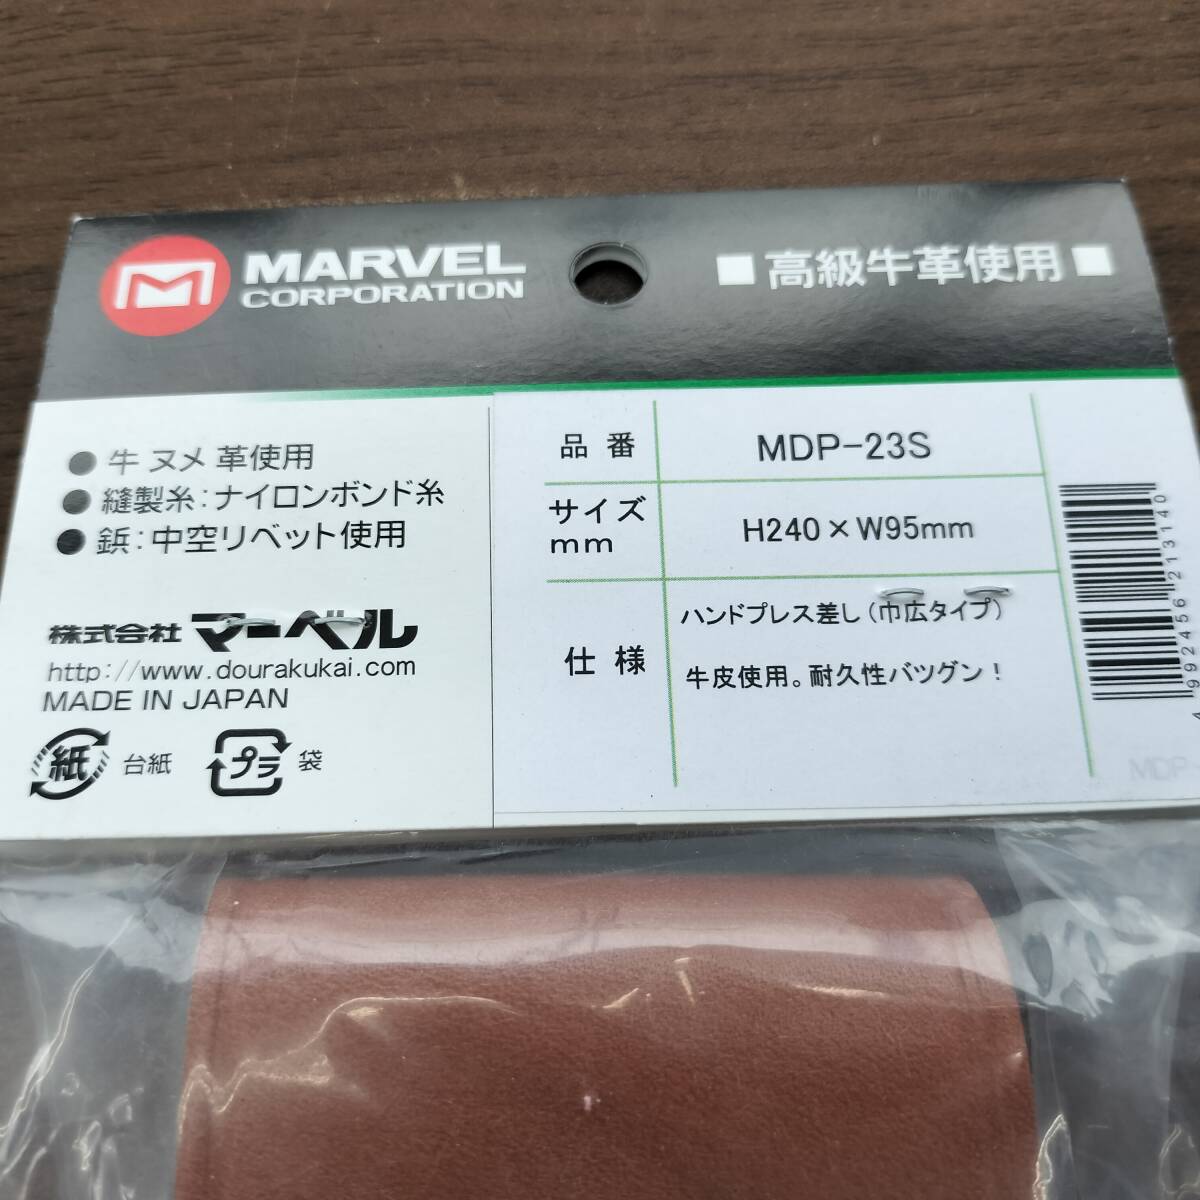 MARVEL
CORPORATION
■ 高級牛革使用 ■
● 牛 ヌメ 革使用
● 縫製糸：ナイロンボンド糸
● 鋲：中空リベット使用
株式会社 マーベル
http://www.dourakukai.com
MADE IN JAPAN
紙 台紙
プラ 袋
品番 MDP-23S
サイズ mm H240×W95mm
仕様 ハンドプレス差し（巾広タイプ）
牛皮使用。耐久性バツグン！
4992456213140
MDP-